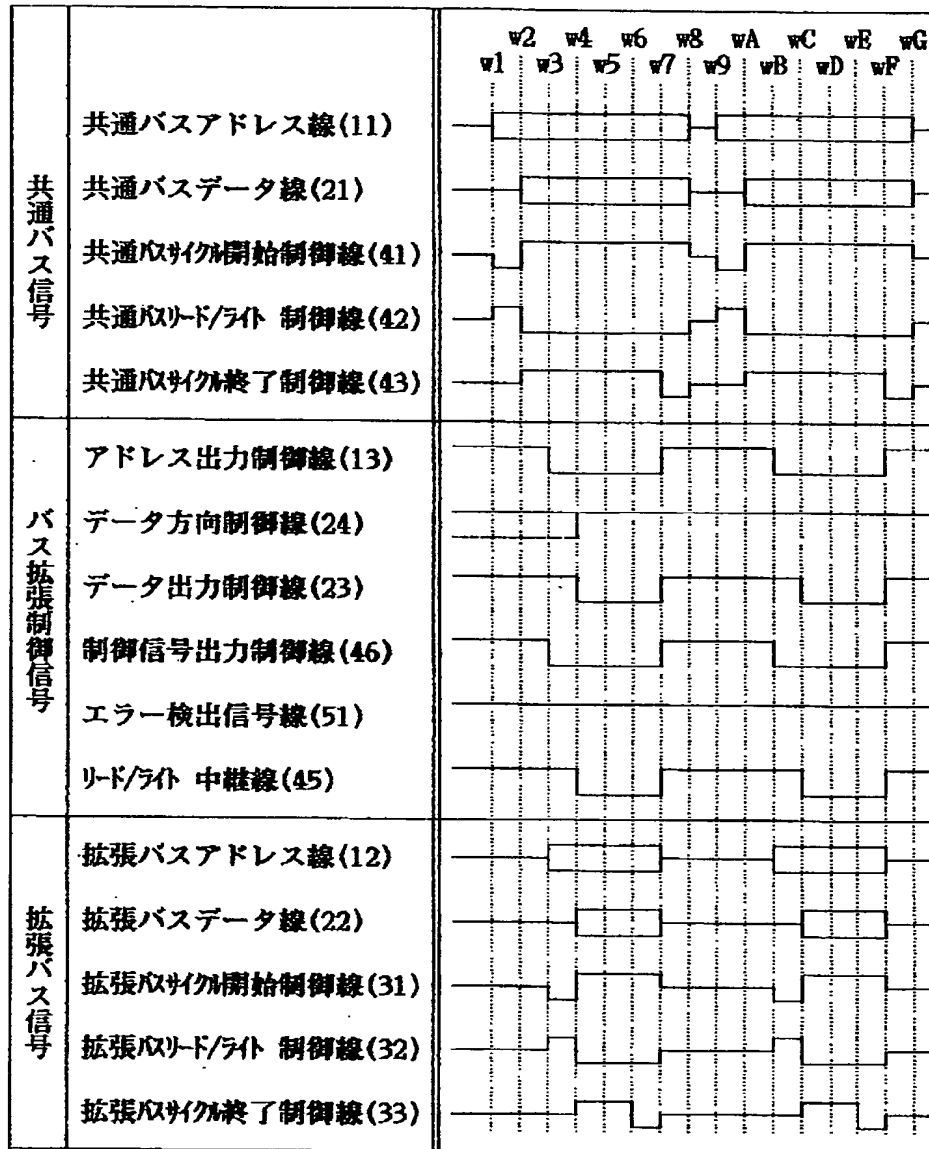 w2 w4 w6 w8 wA wC wE wG
w1 w3 w5 w7 w9 wB wD wF
共通バス信号
共通バスアドレス線(11)
共通バスデータ線(21)
共通バスサイクル開始制御線(41)
共通バスリード/ライト 制御線(42)
共通バスサイクル終了制御線(43)
バス拡張制御信号
アドレス出力制御線(13)
データ方向制御線(24)
データ出力制御線(23)
制御信号出力制御線(46)
エラー検出信号線(51)
リード/ライト 中継線(45)
拡張バス信号
拡張バスアドレス線(12)
拡張バスデータ線(22)
拡張バスサイクル開始制御線(31)
拡張バスリード/ライト 制御線(32)
拡張バスサイクル終了制御線(33)